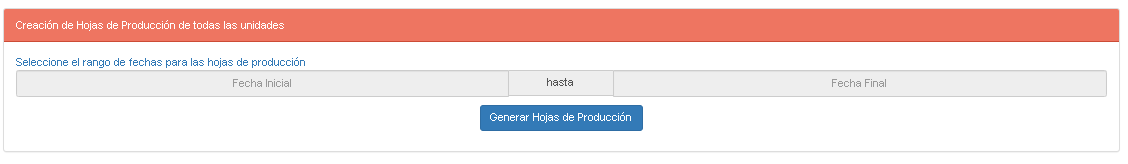 Creación de Hojas de Producción de todas las unidades
Seleccione el rango de fechas para las hojas de producción
Fecha Inicial hasta Fecha Final
Generar Hojas de Producción